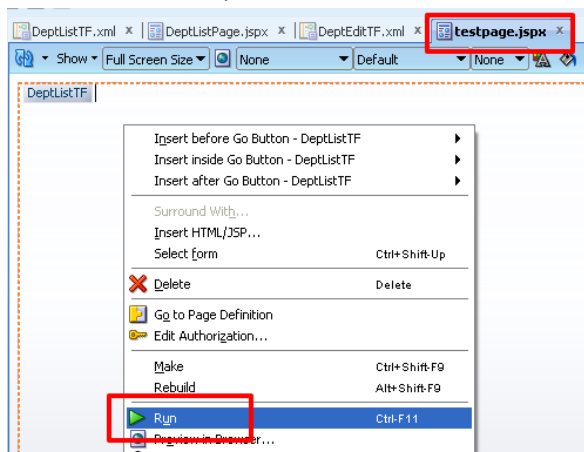 DeptListTF.xml x DeptListPage.jspx x DeptEditTF.xml x testpage.jspx x
Show Full Screen Size None Default None
DeptListTF
Insert before Go Button - DeptListTF
Insert inside Go Button - DeptListTF
Insert after Go Button - DeptListTF
Surround With...
Insert HTML/JSP...
Select form Ctrl+Shift-Up
Delete Delete
Go to Page Definition
Edit Authorization...
Make Ctrl+Shift-F9
Rebuild Alt+Shift-F9
Run Ctrl-F11
Preview in Browser...